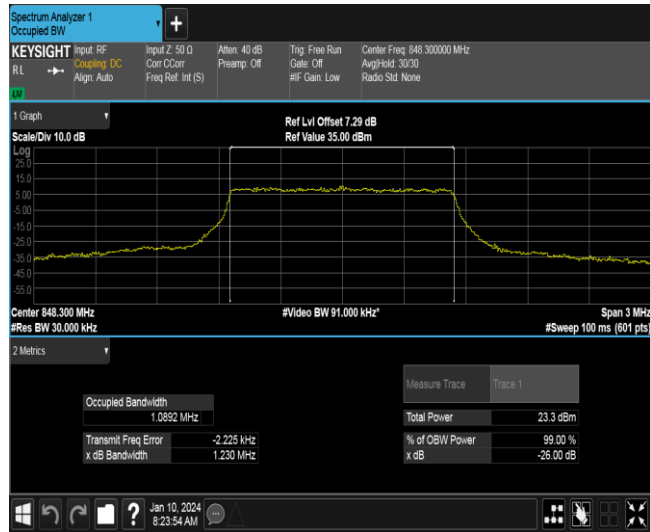 Spectrum Analyzer 1
Occupied BW
+
KEYSIGHT Input: RF Input Z: 50 Ω Atten: 40 dB Trig: Free Run Center Freq: 848.300000 MHz
RL Coupling: DC Corr CCorr Preamp: Off Gate: Off Avg|Hold: 30/30
Align: Auto Freq Ref: Int (S) #IF Gain: Low Radio Std: None
LXI
1 Graph
Ref Lvl Offset 7.29 dB
Scale/Div 10.0 dB Ref Value 35.00 dBm
Log
25.0
15.0
5.00
-5.00
-15.0
-25.0
-35.0
-45.0
-55.0
Center 848.300 MHz #Video BW 91.000 kHz* Span 3 MHz
#Res BW 30.000 kHz #Sweep 100 ms (601 pts)
2 Metrics
Measure Trace Trace 1
Occupied Bandwidth
1.0892 MHz Total Power 23.3 dBm
Transmit Freq Error -2.225 kHz % of OBW Power 99.00 %
x dB Bandwidth 1.230 MHz x dB -26.00 dB
? Jan 10, 2024
8:23:54 AM